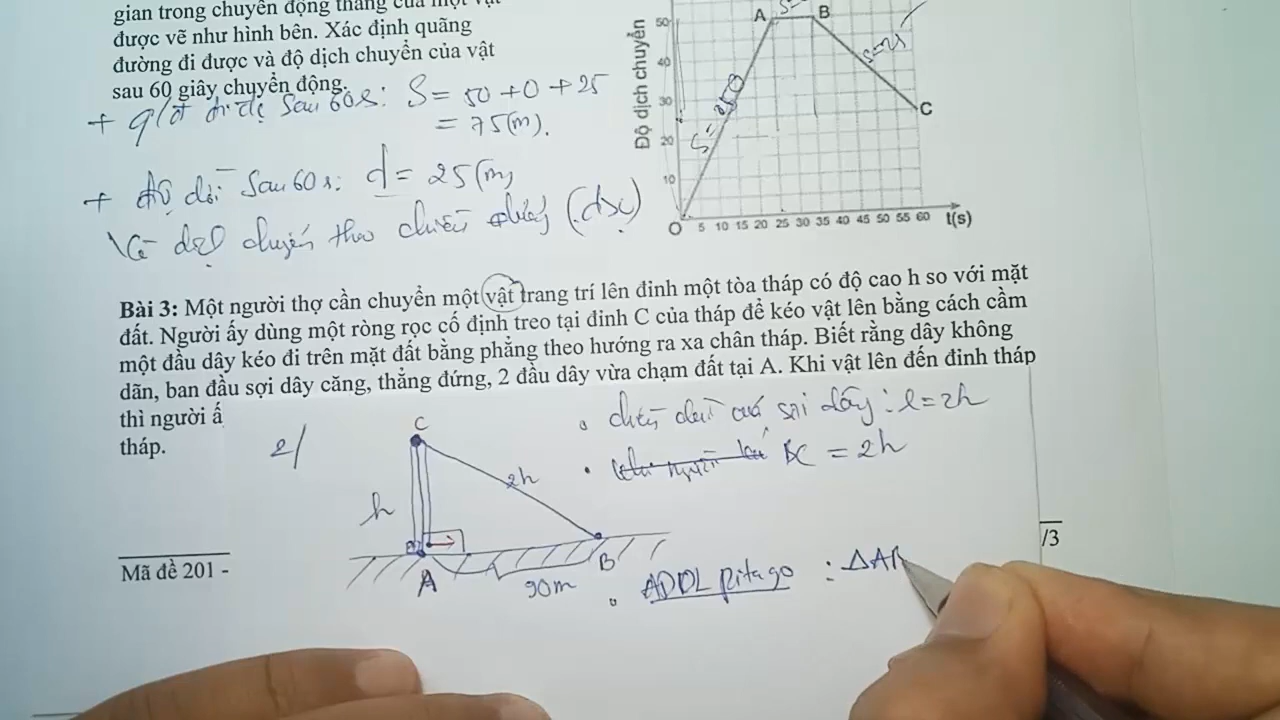 gian trong chuyển động thẳng của một vật
được vẽ như hình bên. Xác định quãng
đường đi được và độ dịch chuyển của vật
sau 60 giây chuyển động.
+ sau 60s: S = 50 + 0 + 25
= 75(m).
+ độ dời sau 60s: d = 25(m)
dịch chuyển theo chiều dương
Độ dịch chuyển
50
40
30
20
10
A
B
C
O 5 10 15 20 25 30 35 40 45 50 55 60 t(s)
Bài 3: Một người thợ cần chuyển một vật trang trí lên đỉnh một tòa tháp có độ cao h so với mặt
đất. Người ấy dùng một ròng rọc cố định treo tại đỉnh C của tháp để kéo vật lên bằng cách cầm
một đầu dây kéo đi trên mặt đất bằng phẳng theo hướng ra xa chân tháp. Biết rằng dây không
dãn, ban đầu sợi dây căng, thẳng đứng, 2 đầu dây vừa chạm đất tại A. Khi vật lên đến đỉnh tháp
thì người ấ
tháp.
2/
C
h
2h
A
B
90m
chiều dài sợi dây: l = 2h
BC = 2h
ADDL pitago : ΔAB
/3
Mã đề 201 -